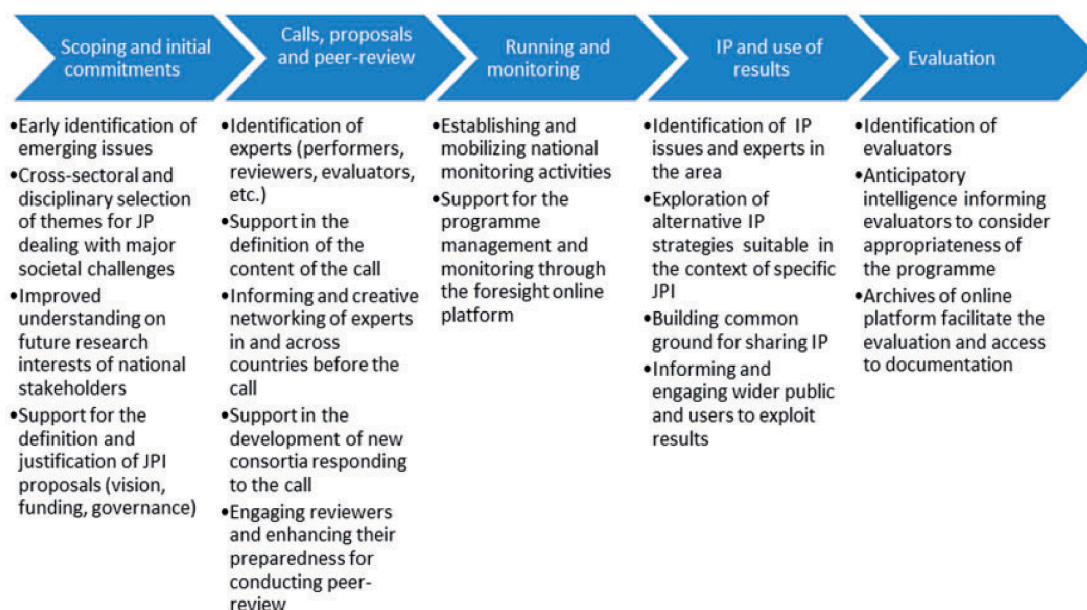 Scoping and initial
commitments
Calls, proposals
and peer-review
Running and
monitoring
IP and use of
results
Evaluation
•Early identification of
emerging issues
•Cross-sectoral and
disciplinary selection
of themes for JP
dealing with major
societal challenges
•Improved
understanding on
future research
interests of national
stakeholders
•Support for the
definition and
justification of JPI
proposals (vision,
funding, governance)
•Identification of
experts (performers,
reviewers, evaluators,
etc.)
•Support in the
definition of the
content of the call
•Informing and creative
networking of experts
in and across
countries before the
call
•Support in the
development of new
consortia responding
to the call
•Engaging reviewers
and enhancing their
preparedness for
conducting peer-
review
•Establishing and
mobilizing national
monitoring activities
•Support for the
programme
management and
monitoring through
the foresight online
platform
•Identification of IP
issues and experts in
the area
•Exploration of
alternative IP
strategies suitable in
the context of specific
JPI
•Building common
ground for sharing IP
•Informing and
engaging wider public
and users to exploit
results
•Identification of
evaluators
•Anticipatory
intelligence informing
evaluators to consider
appropriateness of
the programme
•Archives of online
platform facilitate the
evaluation and access
to documentation